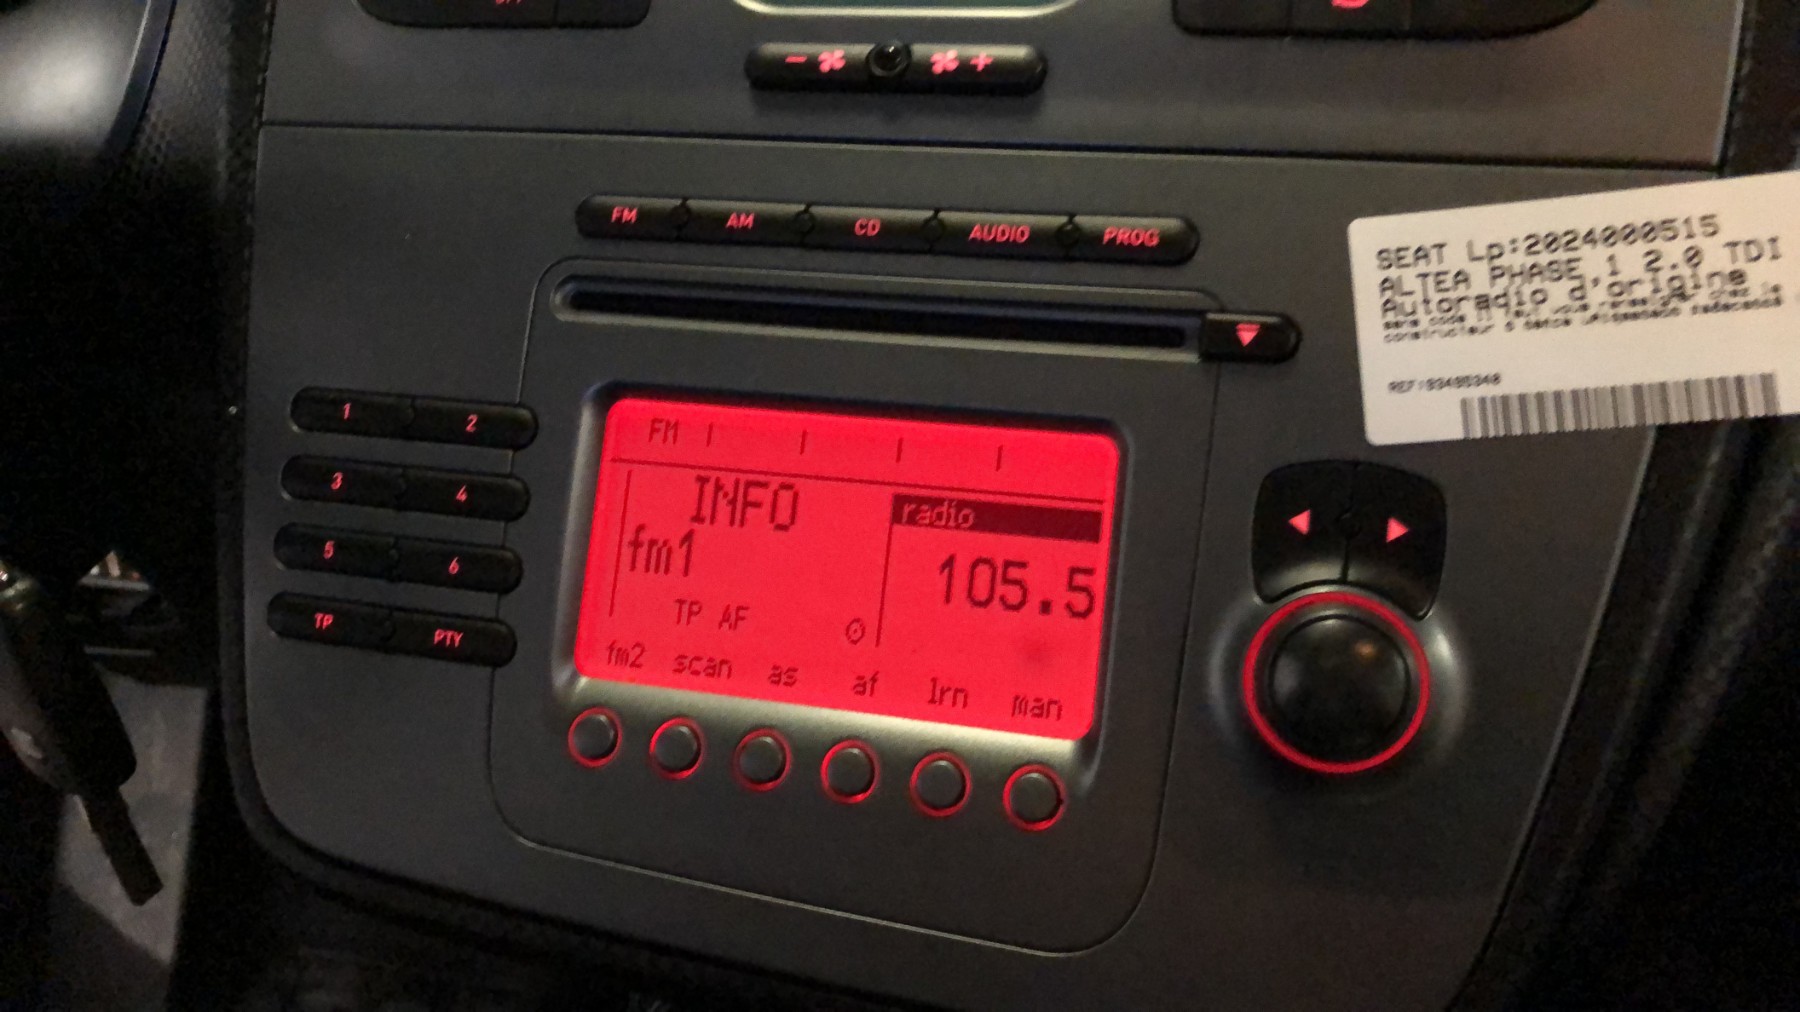 FM AM CD AUDIO PROG
SEAT Lp:2024000515
ALTEA PHASE 1 2.0 TDI
Autoradio d'origine
1 2
3 4
5 6
TP PTY
FM
INFO
fm1
radio
105.5
TP AF
fm2 scan as af lrn man